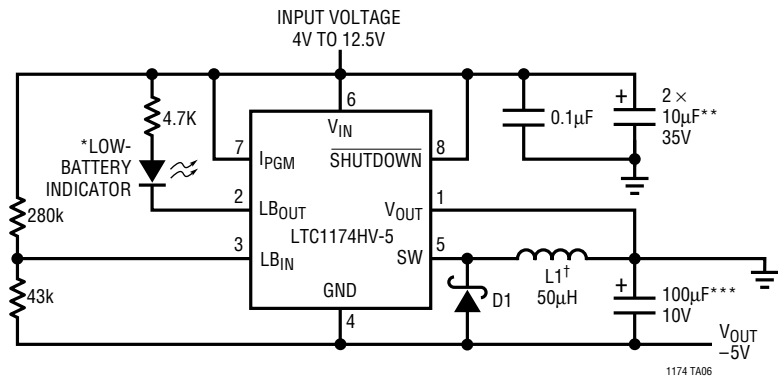 INPUT VOLTAGE
4V TO 12.5V
6
VIN
4.7K
*LOW-
BATTERY
INDICATOR
7
IPGM
SHUTDOWN
8
0.1µF
+
2 ×
10µF**
35V
280k
2
LBOUT
VOUT
1
LTC1174HV-5
3
LBIN
SW
5
L1†
50µH
43k
GND
4
D1
+
100µF***
10V
VOUT
–5V
1174 TA06